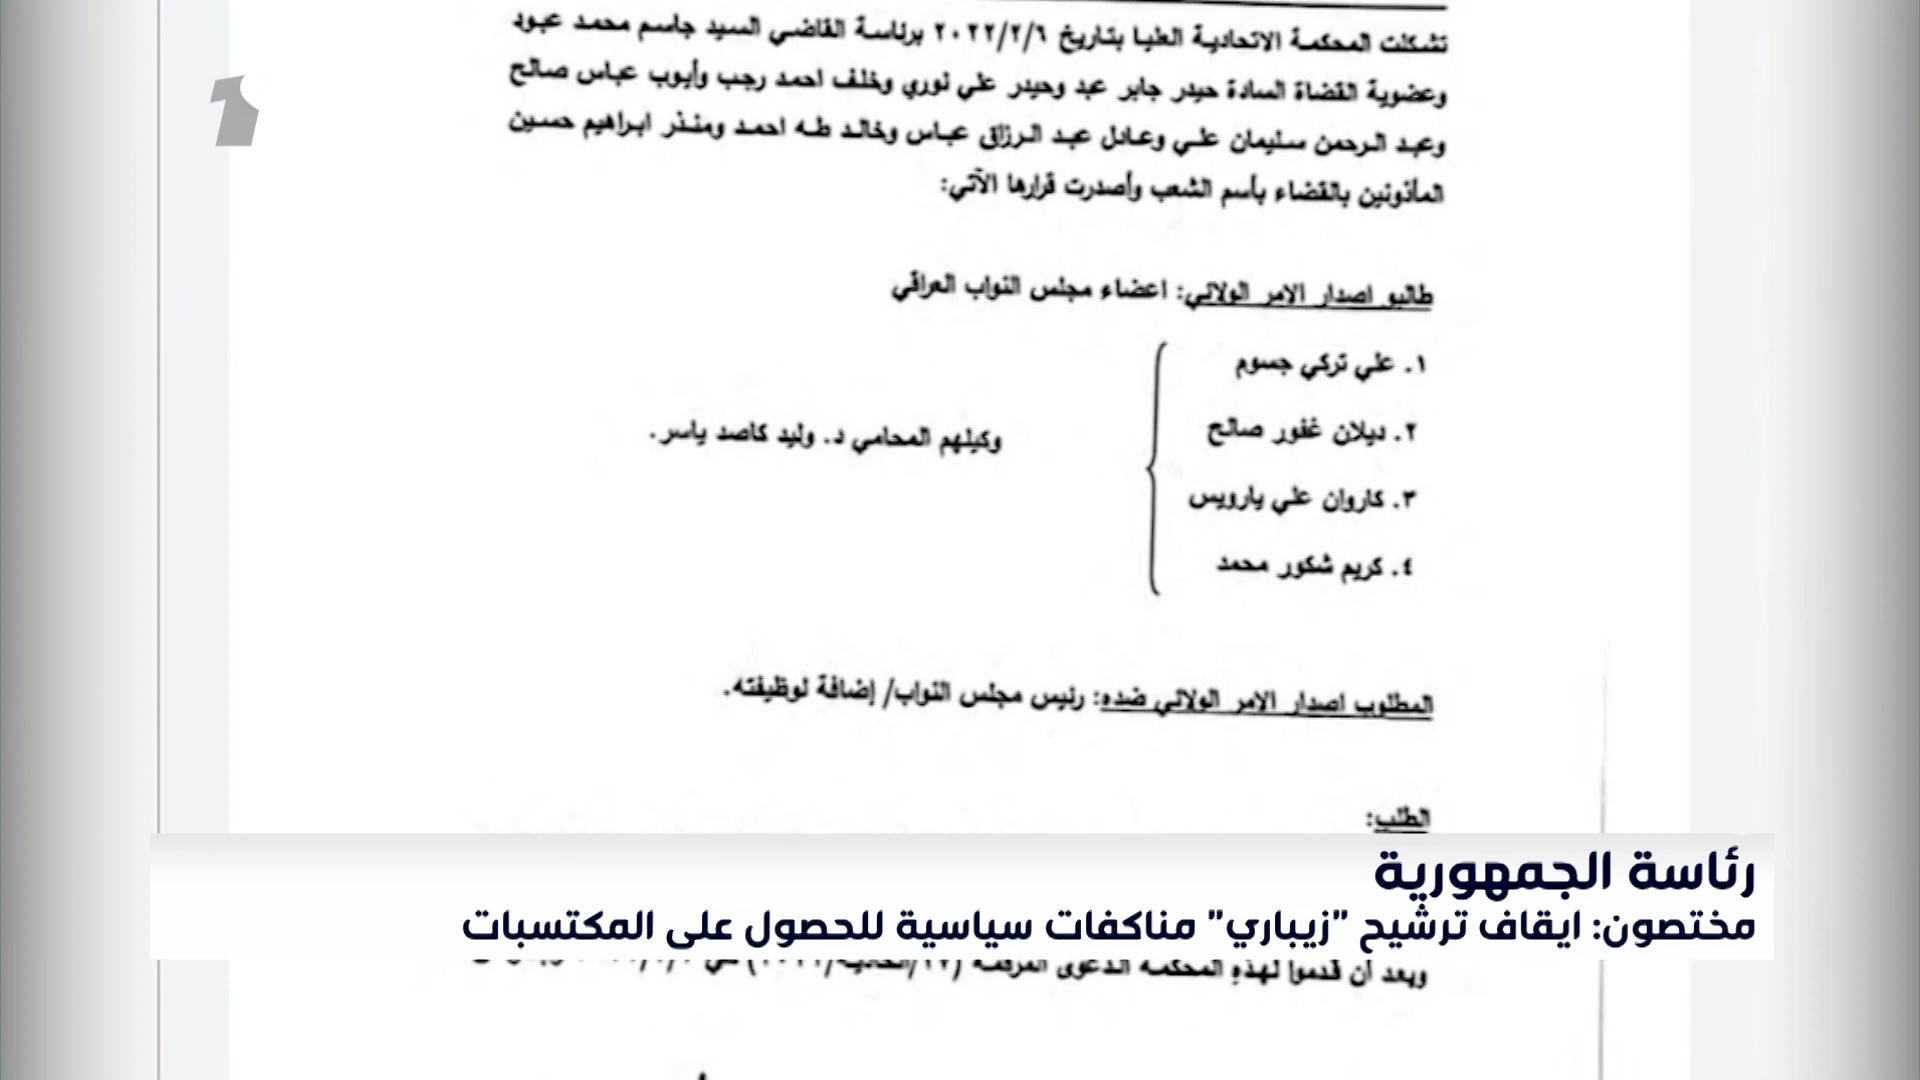 تشكلت المحكمة الاتحادية العليا بتاريخ ٢٠٢٢/٢/٦ برئاسة القاضي السيد جاسم محمد عبود
وعضوية القضاة السادة حيدر جابر عبد وحيدر علي نوري وخلف احمد رجب وأيوب عباس صالح
وعبد الرحمن سليمان علي وعادل عبد الرزاق عباس وخالد طه احمد ومنذر ابراهيم حسين
المأذونين بالقضاء بأسم الشعب وأصدرت قرارها الآتي:
طالبو اصدار الامر الولائي: اعضاء مجلس النواب العراقي
١. علي تركي جسوم
٢. ديلان غفور صالح
٣. كاروان علي يارويس
٤. كريم شكور محمد
وكيلهم المحامي د. وليد كاصد ياسر.
المطلوب اصدار الامر الولائي ضده: رئيس مجلس النواب/ إضافة لوظيفته.
الطلب:
رئاسة الجمهورية
مختصون: ايقاف ترشيح "زيباري" مناكفات سياسية للحصول على المكتسبات
وبعد أن قدموا لهذه المحكمة الدعوى المرقمة